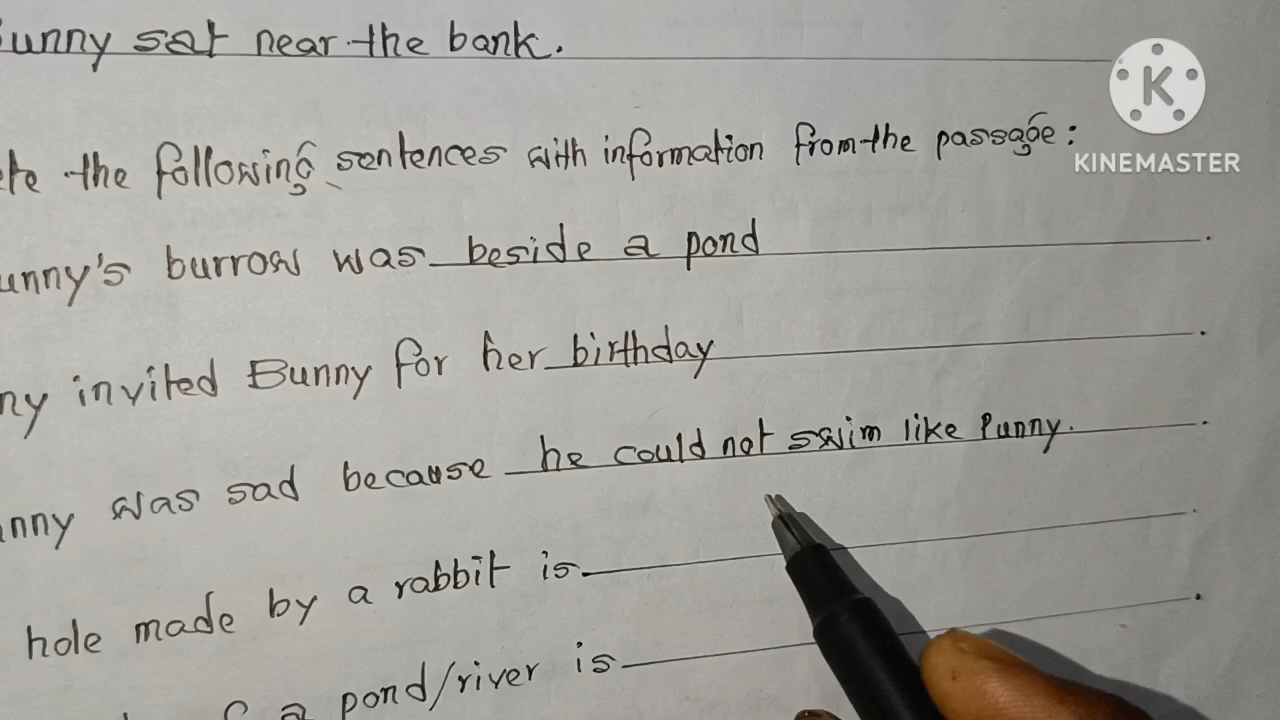 unny sat near the bank.
KINEMASTER
te the following sentences with information from the passage:
unny's burrow was beside a pond.
ny invited Bunny for her birthday.
nny was sad because he could not swim like Punny.
hole made by a rabbit is.
a pond/river is.